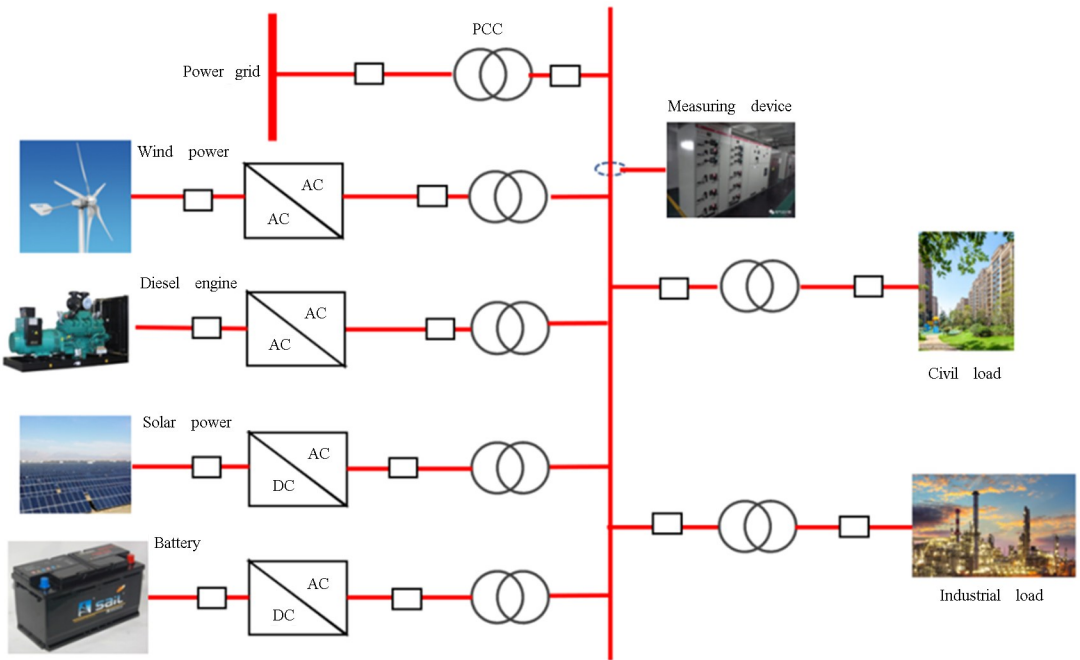 PCC
Power grid
Measuring device
Wind power
AC
AC
Diesel engine
AC
AC
Civil load
Solar power
AC
DC
Battery
AC
DC
Sail
Industrial load